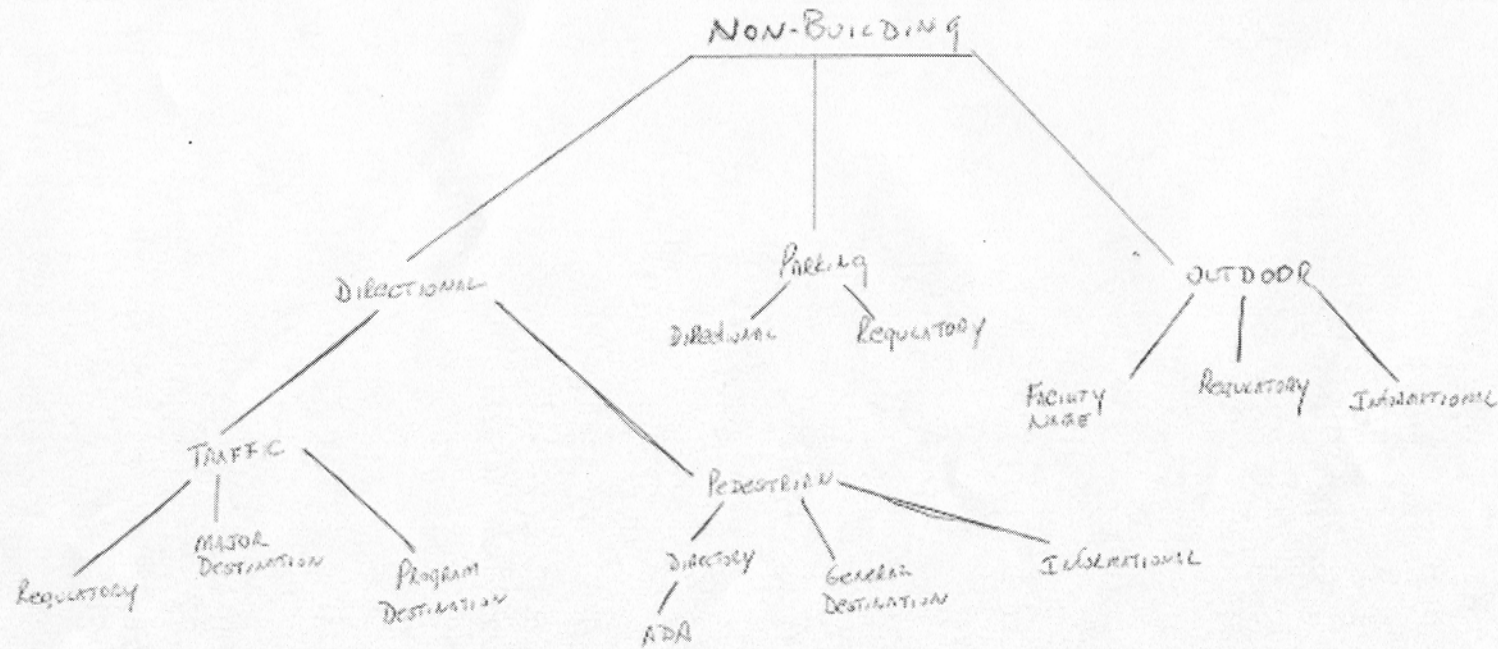 NON-BUILDING
DIRECTIONAL
PARKING
OUTDOOR
DIRECTIONAL
REGULATORY
FACILITY
NAME
REGULATORY
INFORMATIONAL
TRAFFIC
PEDESTRIAN
REGULATORY
MAJOR
DESTINATION
PROGRAM
DESTINATION
DIRECTORY
ADA
GENERAL
DESTINATION
INFORMATIONAL